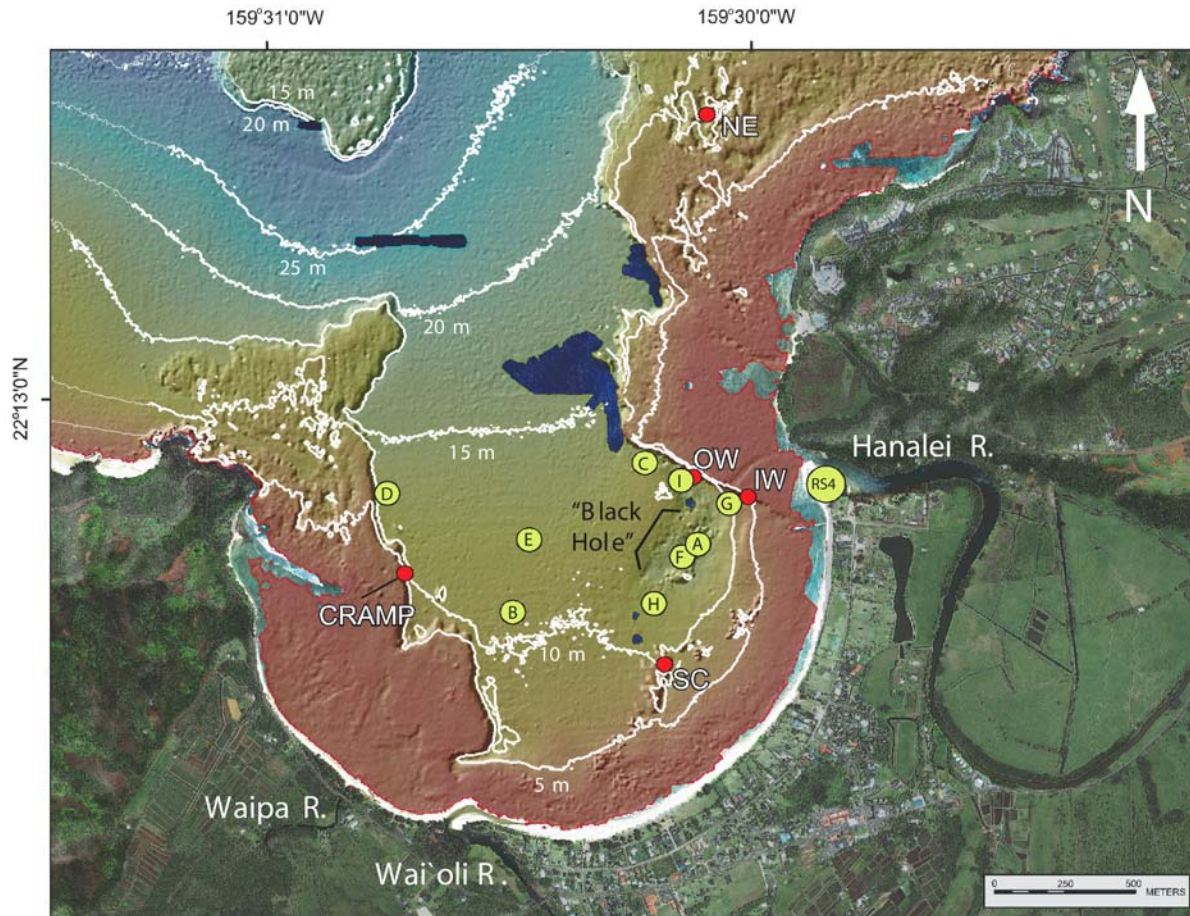 159°31'0"W
159°30'0"W
15 m
20 m
NE
N
25 m
20 m
22°13'0"N
15 m
Hanalei R.
C
OW
I
IW
RS4
D
G
"Black
Hole"
E
A
F
CRAMP
B
H
10 m
SC
5 m
Waipa R.
Wai`oli R.
0 250 500
METERS